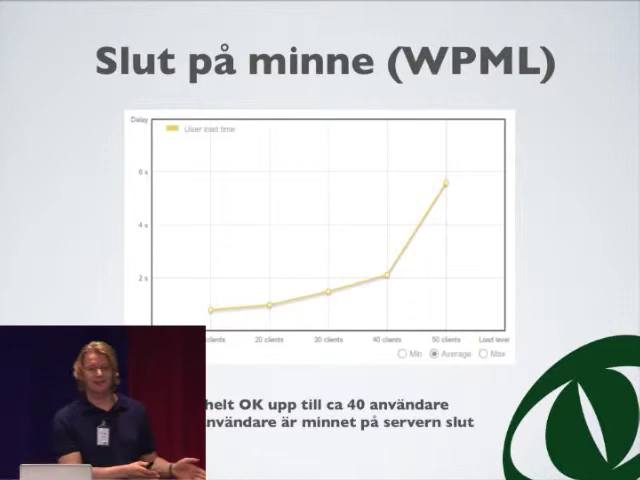 Slut på minne (WPML)
Delay
User load time
6 s
4 s
2 s
clients 20 clients 30 clients 40 clients 50 clients Load level
Min Average Max
helt OK upp till ca 40 användare
användare är minnet på servern slut